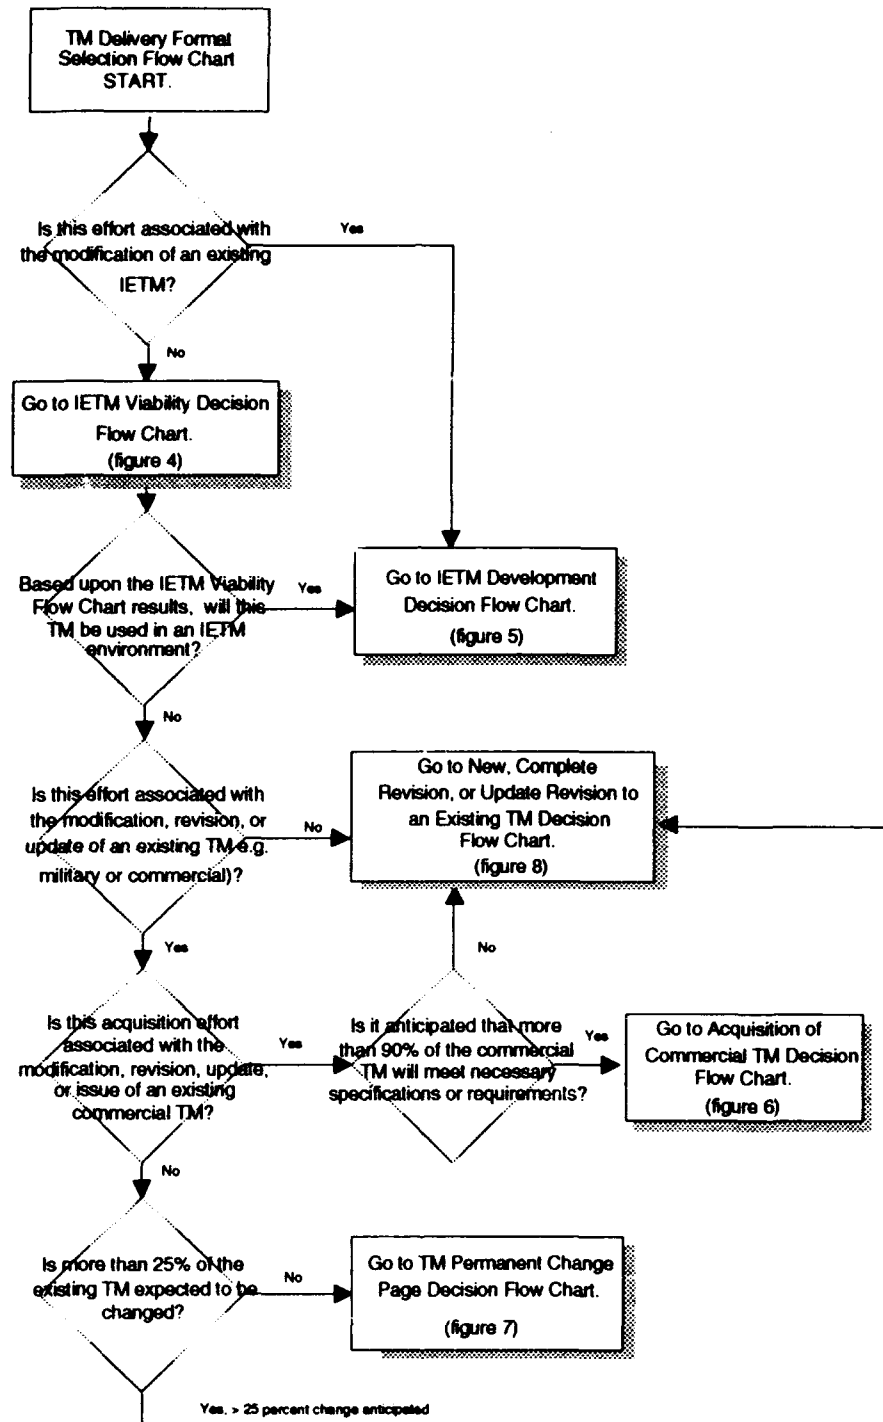 TM Delivery Format
Selection Flow Chart
START.
Is this effort associated with
the modification of an existing
IETM?
Yes
No
Go to IETM Viability Decision
Flow Chart.
(figure 4)
Based upon the IETM Viability
Flow Chart results, will this
TM be used in an IETM
environment?
Yes
Go to IETM Development
Decision Flow Chart.
(figure 5)
No
Is this effort associated with
the modification, revision, or
update of an existing TM e.g.
military or commercial)?
No
Go to New, Complete
Revision, or Update Revision to
an Existing TM Decision
Flow Chart.
(figure 8)
Yes
No
Is this acquisition effort
associated with the
modification, revision, update,
or issue of an existing
commercial TM?
Yes
Is it anticipated that more
than 90% of the commercial
TM will meet necessary
specifications or requirements?
Yes
Go to Acquisition of
Commercial TM Decision
Flow Chart.
(figure 6)
No
Is more than 25% of the
existing TM expected to be
changed?
No
Go to TM Permanent Change
Page Decision Flow Chart.
(figure 7)
Yes, > 25 percent change anticipated